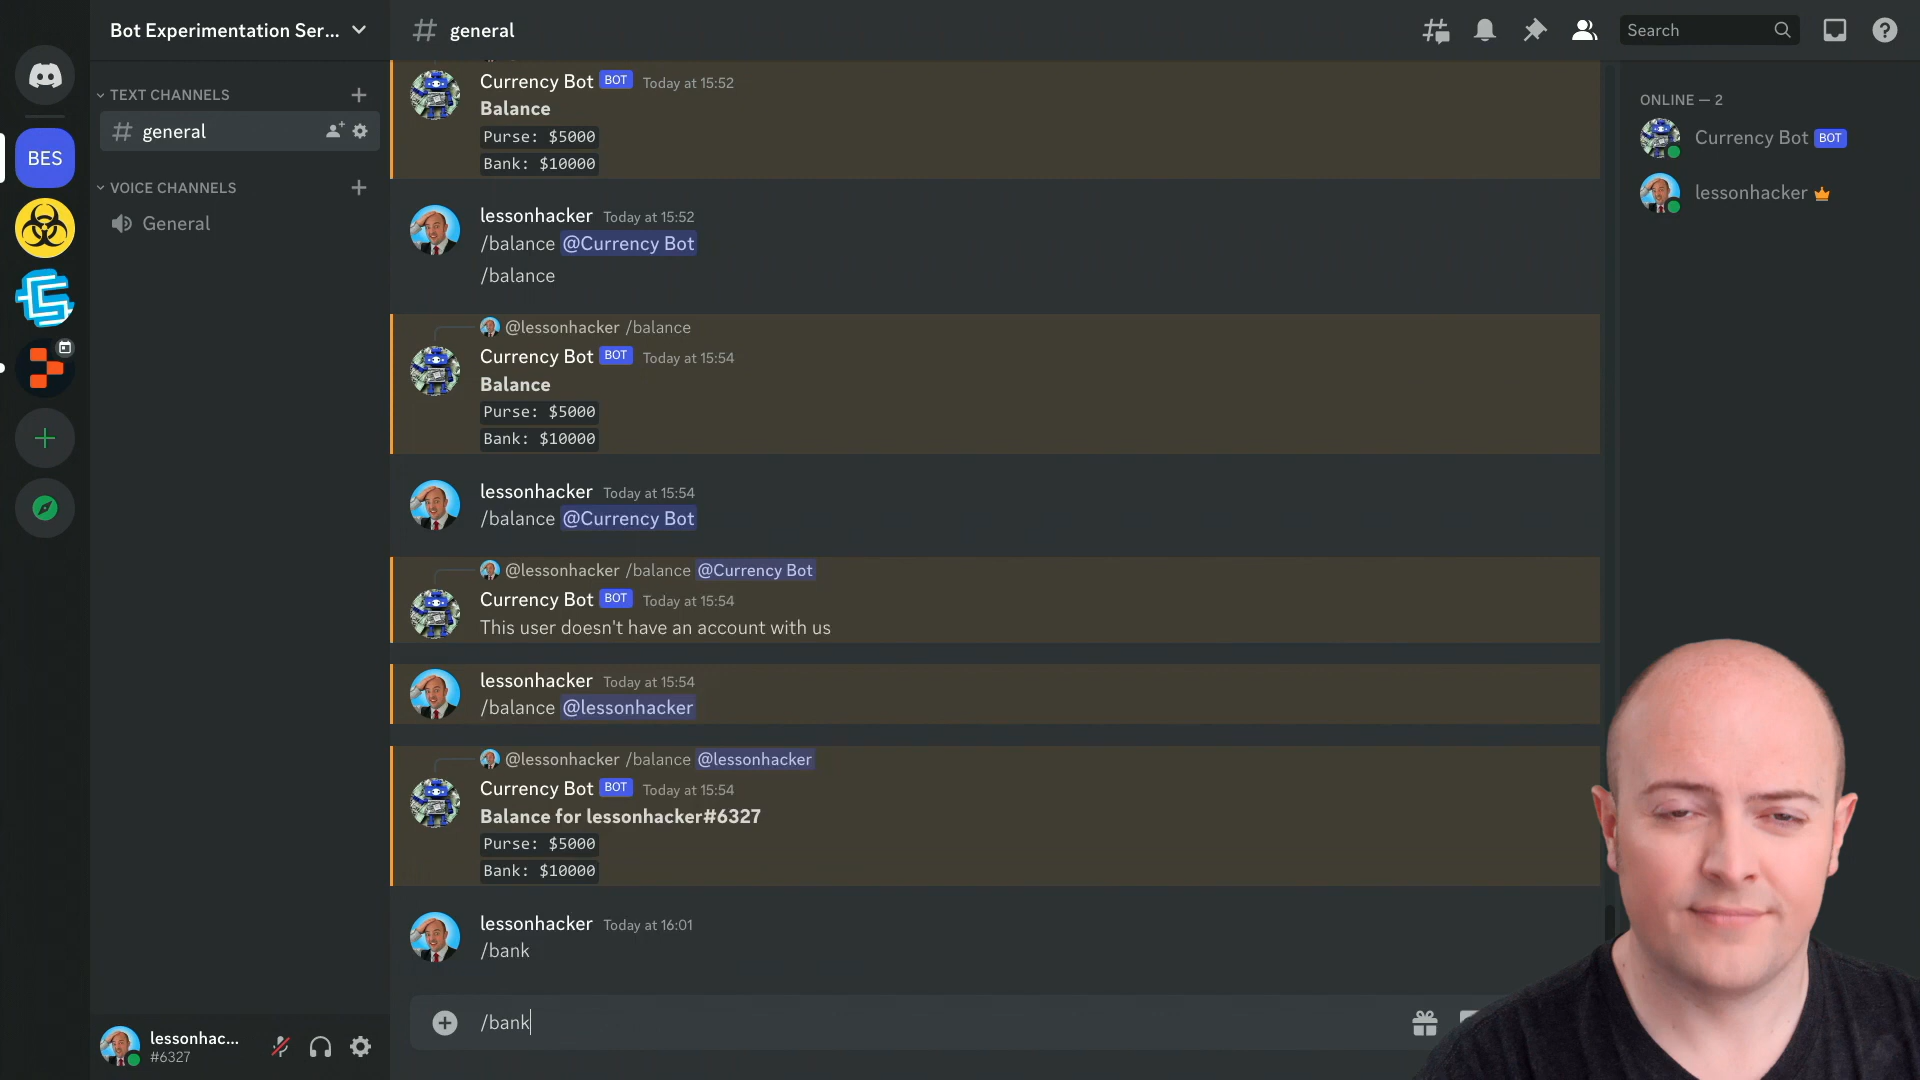 Bot Experimentation Ser...
# general
Search
TEXT CHANNELS
general
VOICE CHANNELS
General
BES
Currency Bot BOT Today at 15:52
Balance
Purse: $5000
Bank: $10000
lessonhacker Today at 15:52
/balance @Currency Bot
/balance
@lessonhacker /balance
Currency Bot BOT Today at 15:54
Balance
Purse: $5000
Bank: $10000
lessonhacker Today at 15:54
/balance @Currency Bot
@lessonhacker /balance @Currency Bot
Currency Bot BOT Today at 15:54
This user doesn't have an account with us
lessonhacker Today at 15:54
/balance @lessonhacker
@lessonhacker /balance @lessonhacker
Currency Bot BOT Today at 15:54
Balance for lessonhacker#6327
Purse: $5000
Bank: $10000
lessonhacker Today at 16:01
/bank
/bank
lessonhac...
#6327
ONLINE — 2
Currency Bot BOT
lessonhacker